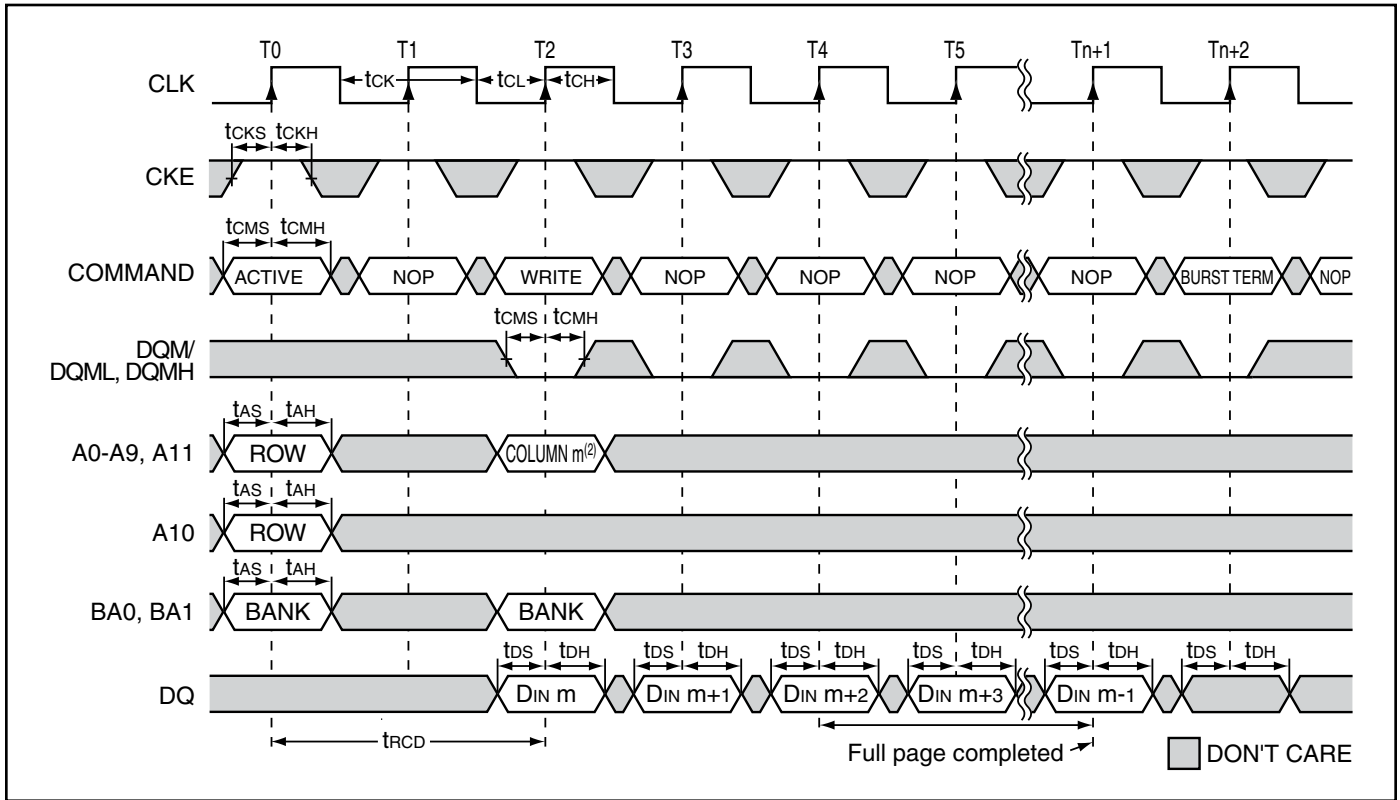 T0 T1 T2 T3 T4 T5 Tn+1 Tn+2
CLK tCK tCL tCH
tCKS tCKH
CKE
tCMS tCMH
COMMAND ACTIVE NOP WRITE NOP NOP NOP NOP BURST TERM NOP
tCMS tCMH
DQM/
DQML, DQMH
tAS tAH
A0-A9, A11 ROW COLUMN m(2)
tAS tAH
A10 ROW
tAS tAH
BA0, BA1 BANK BANK
tDS tDH tDS tDH tDS tDH tDS tDH tDS tDH tDS tDH
DQ DIN m DIN m+1 DIN m+2 DIN m+3 DIN m-1
tRCD
Full page completed
DON'T CARE